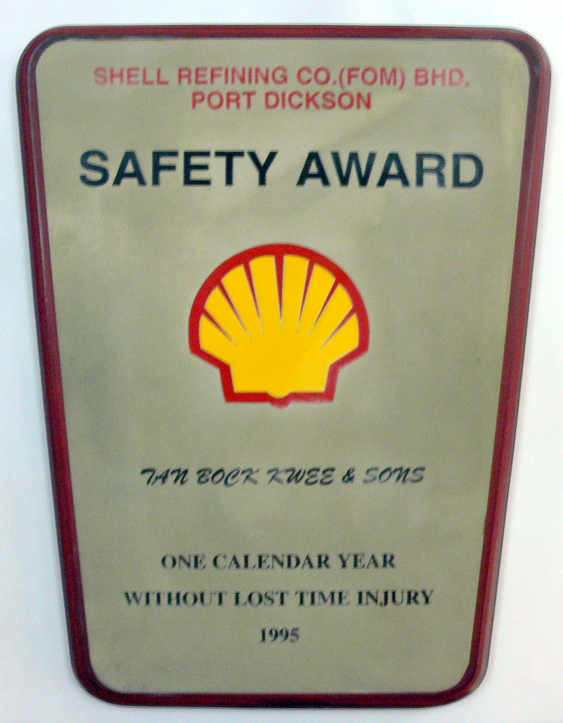 SHELL REFINING CO.(FOM) BHD.
PORT DICKSON
SAFETY AWARD
TAN BOCK KWEE & SONS
ONE CALENDAR YEAR
WITHOUT LOST TIME INJURY
1995